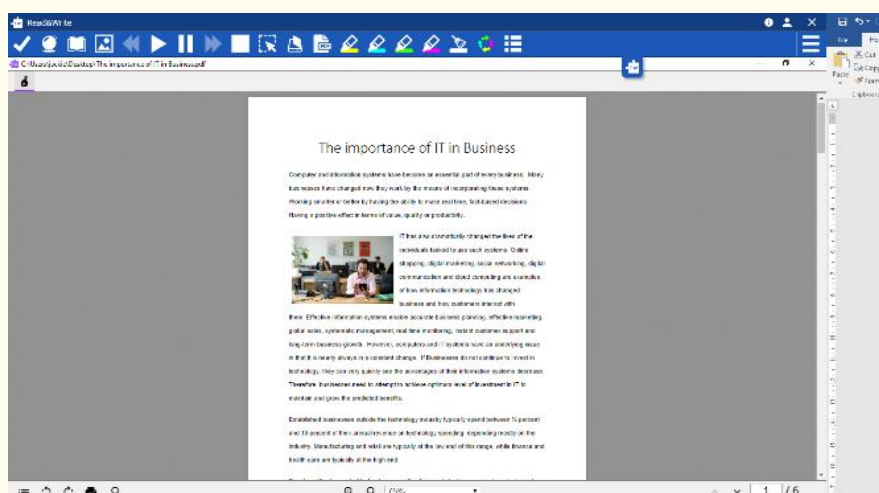 Read&Write
C:\Users\jackie\Desktop\The importance of IT in Business.pdf
File Ho
Cut
Copy
Form
Paste
Clipboard
The importance of IT in Business
Computer and information systems have become an essential part of every business. Many
businesses have changed how they work by the means of incorporating these systems.
Working smarter or better by having the ability to make real time, fact-based decisions.
Having a positive effect in terms of value, quality or productivity.
IT has also dramatically changed the lives of the
individuals tasked to use such systems. Online
shopping, digital marketing, social networking, digital
communication and cloud computing are examples
of how information technology has changed
business and how customers interact with
them. Effective information systems enable accurate business planning, effective marketing,
global sales, systematic management, real time monitoring, instant customer support and
long-term business growth. However, computers and IT systems have an underlying issue
in that it is nearly always in a constant change. If Businesses do not continue to invest in
technology, they can very quickly see the advantages of their information systems decrease.
Therefore, businesses need to attempt to achieve optimum level of investment in IT to
maintain and grow the predicted benefits.
Established businesses outside the technology industry typically spend between % percent
and 10 percent of their annual revenue on technology spending, depending mostly on the
industry. Manufacturing and retail are typically at the low end of this range, while finance and
health care are typically at the high end.
75%
1 / 6